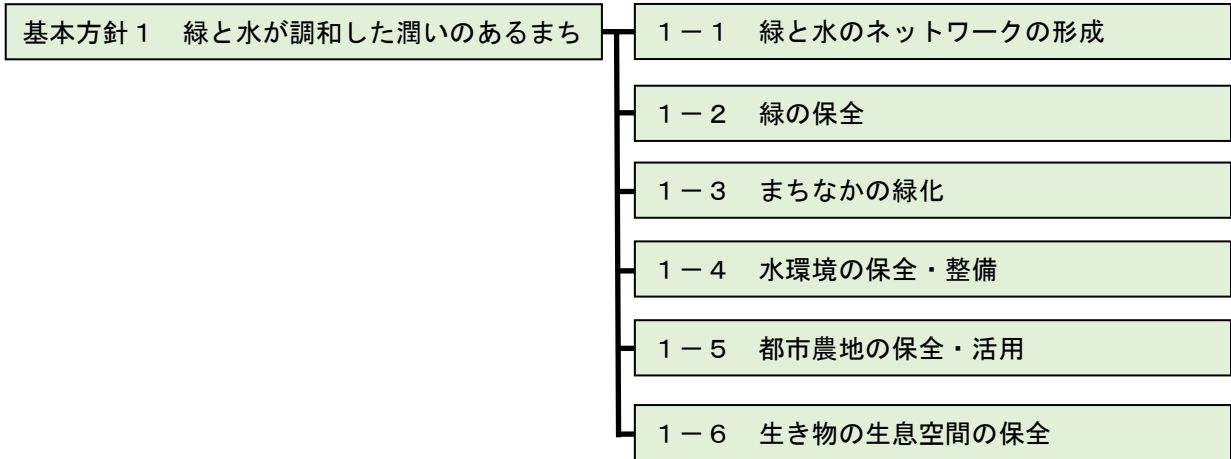 基本方針１　緑と水が調和した潤いのあるまち
１－１　緑と水のネットワークの形成
１－２　緑の保全
１－３　まちなかの緑化
１－４　水環境の保全・整備
１－５　都市農地の保全・活用
１－６　生き物の生息空間の保全